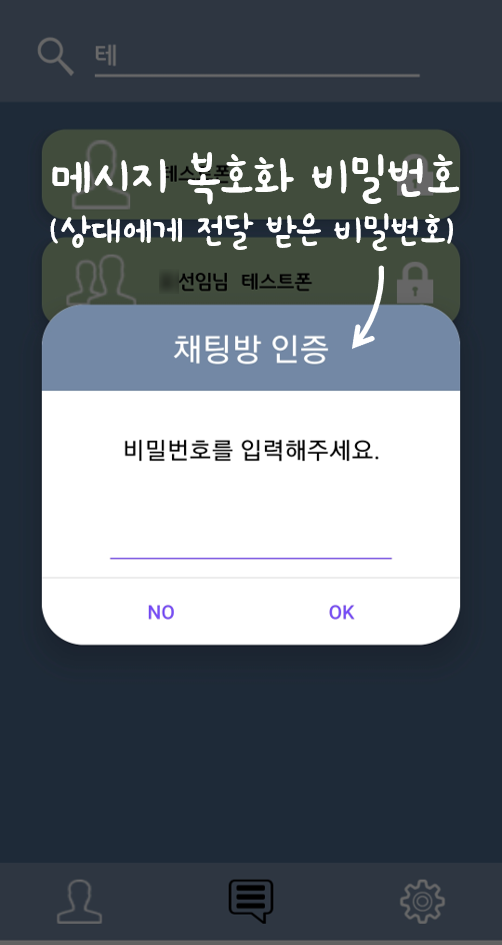 테
테스트폰
메시지 복호화 비밀번호
(상대에게 전달 받은 비밀번호)
선임님 테스트폰
채팅방 인증
비밀번호를 입력해주세요.
NO
OK